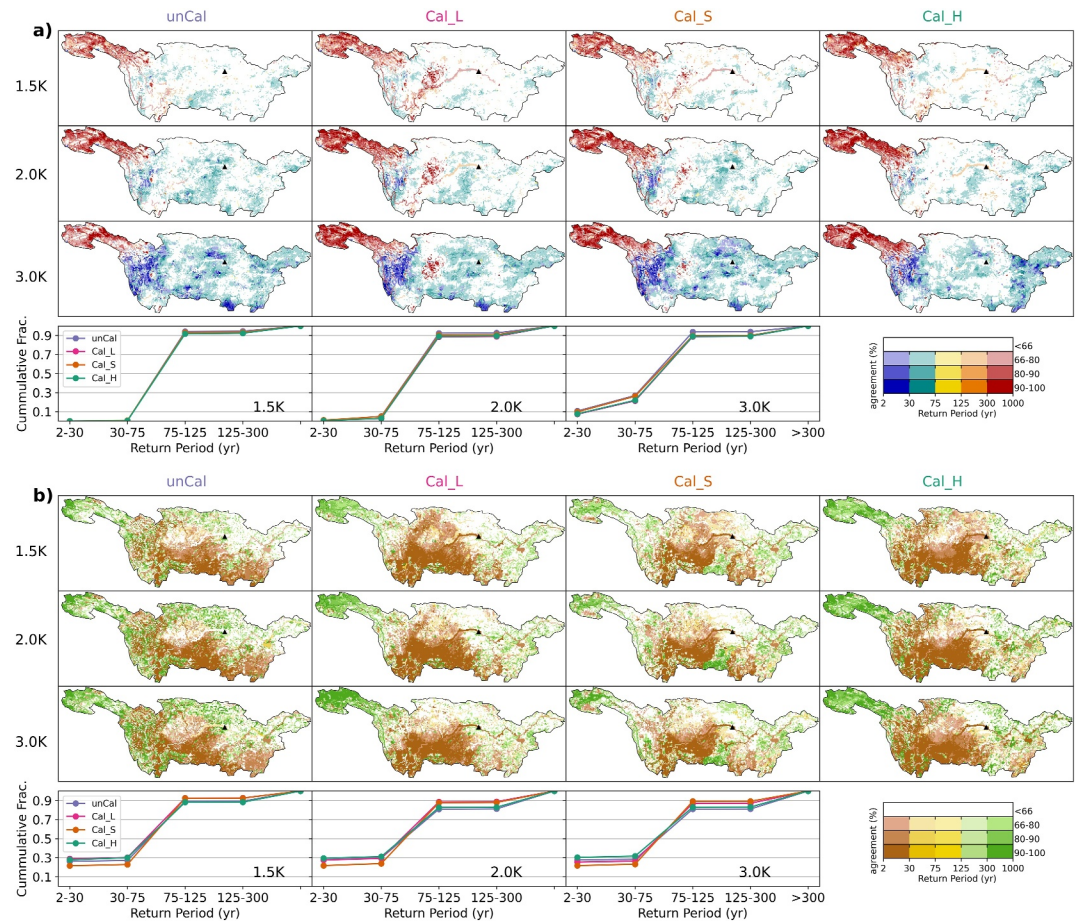 unCal Cal_L Cal_S Cal_H
a)
1.5K
2.0K
3.0K
Cummulative Frac.
0.9
0.7
0.5
0.3
0.1
unCal
Cal_L
Cal_S
Cal_H
1.5K 2.0K 3.0K
2-30 30-75 75-125 125-300 2-30 30-75 75-125 125-300 2-30 30-75 75-125 125-300 >300
Return Period (yr) Return Period (yr) Return Period (yr)
agreement (%)
<66
66-80
80-90
90-100
2 30 75 125 300 1000
Return Period (yr)
unCal Cal_L Cal_S Cal_H
b)
1.5K
2.0K
3.0K
Cummulative Frac.
0.9
0.7
0.5
0.3
0.1
unCal
Cal_L
Cal_S
Cal_H
1.5K 2.0K 3.0K
2-30 30-75 75-125 125-300 2-30 30-75 75-125 125-300 2-30 30-75 75-125 125-300 >300
Return Period (yr) Return Period (yr) Return Period (yr)
agreement (%)
<66
66-80
80-90
90-100
2 30 75 125 300 1000
Return Period (yr)